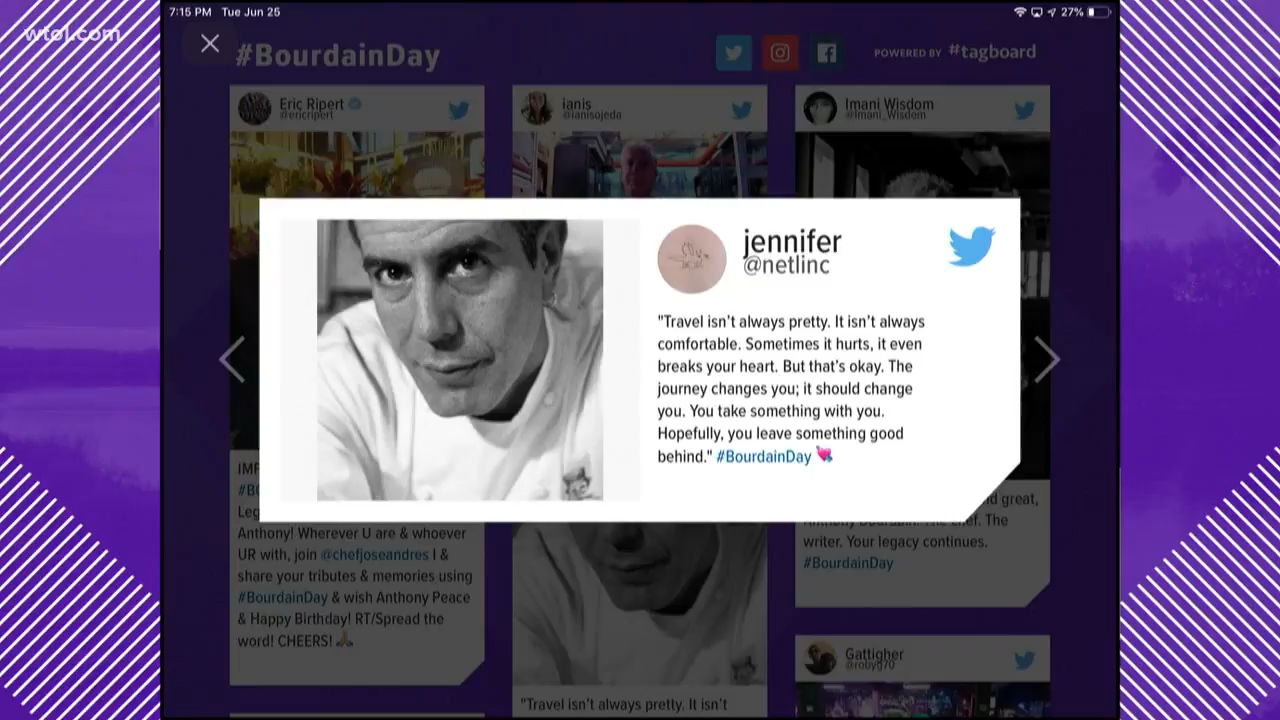 7:15 PM Tue Jun 25
27%
wtol.com
#BourdainDay
POWERED BY #tagboard
Eric Ripert
@ericripert
ianis
@ianisojeda
Imani Wisdom
@Imani_Wisdom
jennifer
@netlinc
"Travel isn't always pretty. It isn't always
comfortable. Sometimes it hurts, it even
breaks your heart. But that's okay. The
journey changes you; it should change
you. You take something with you.
Hopefully, you leave something good
behind." #BourdainDay 💘
Anthony! Wherever U are & whoever
UR with, join @chefjoseandres I &
share your tributes & memories using
#BourdainDay & wish Anthony Peace
& Happy Birthday! RT/Spread the
word! CHEERS! 🙏
"Travel isn't always pretty. It isn't
great,
Anthony Bourdain. The chef. The
writer. Your legacy continues.
#BourdainDay
Gattigher
@robyg70